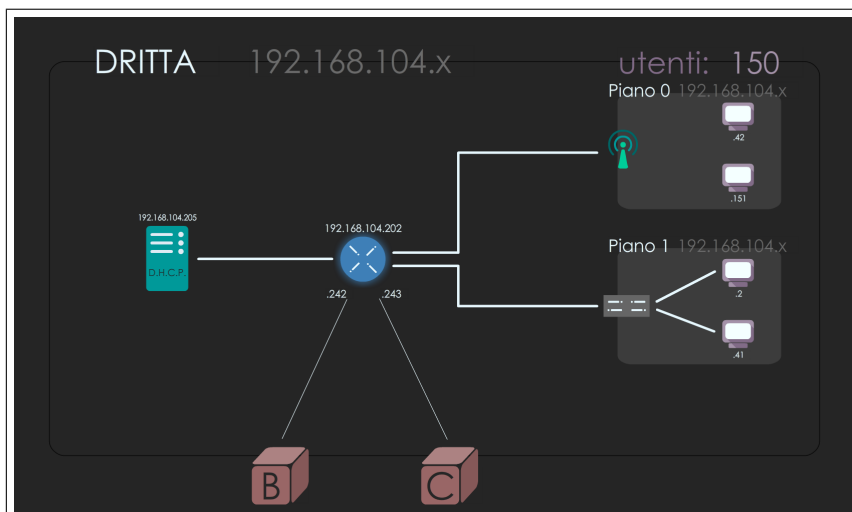 DRITTA 192.168.104.x utenti: 150
Piano 0 192.168.104.x
.42
.151
192.168.104.205
D.H.C.P.
192.168.104.202
.242 .243
Piano 1 192.168.104.x
.2
.41
B
C